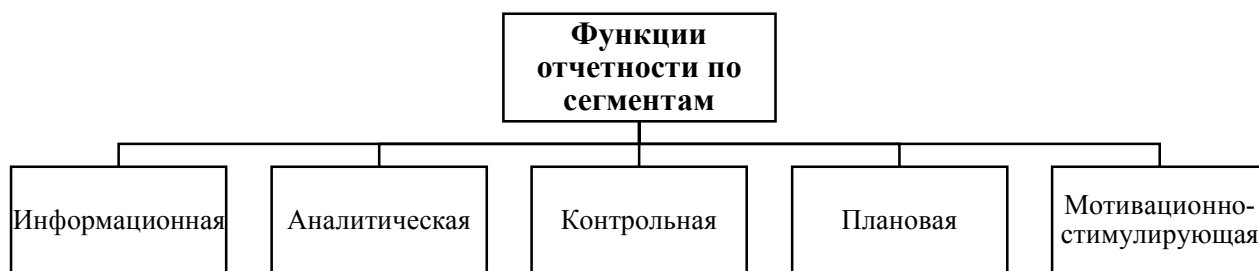 Функции
отчетности по
сегментам
Информационная
Аналитическая
Контрольная
Плановая
Мотивационно-
стимулирующая